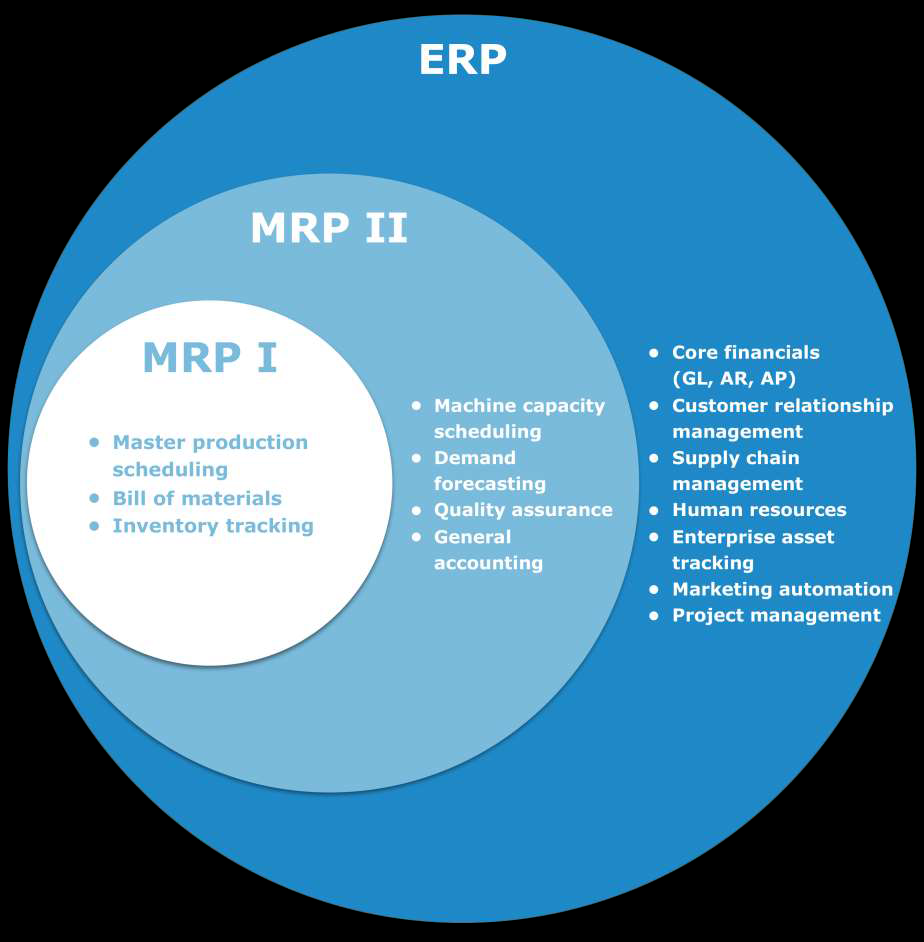 ERP
MRP II
MRP I
• Master production
scheduling
• Bill of materials
• Inventory tracking
• Machine capacity
scheduling
• Demand
forecasting
• Quality assurance
• General
accounting
• Core financials
(GL, AR, AP)
• Customer relationship
management
• Supply chain
management
• Human resources
• Enterprise asset
tracking
• Marketing automation
• Project management